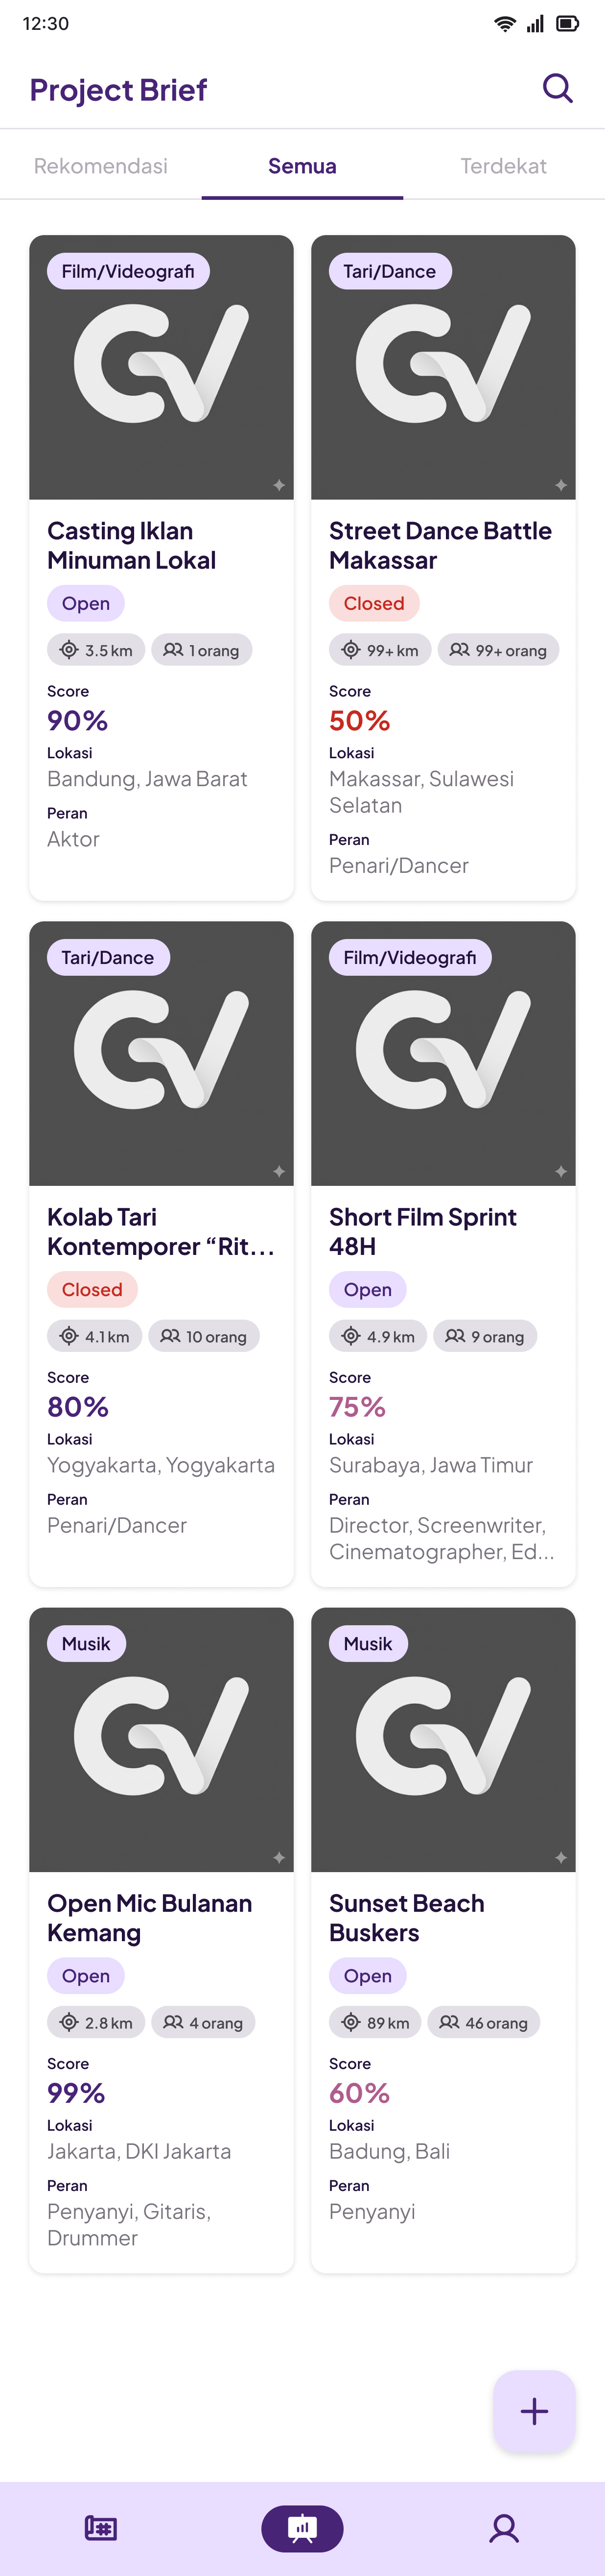 12:30
Project Brief
Rekomendasi
Semua
Terdekat
Film/Videografi
Casting Iklan
Minuman Lokal
Open
3.5 km
1 orang
Score
90%
Lokasi
Bandung, Jawa Barat
Peran
Aktor
Tari/Dance
Street Dance Battle
Makassar
Closed
99+ km
99+ orang
Score
50%
Lokasi
Makassar, Sulawesi
Selatan
Peran
Penari/Dancer
Tari/Dance
Kolab Tari
Kontemporer “Rit...
Closed
4.1 km
10 orang
Score
80%
Lokasi
Yogyakarta, Yogyakarta
Peran
Penari/Dancer
Film/Videografi
Short Film Sprint
48H
Open
4.9 km
9 orang
Score
75%
Lokasi
Surabaya, Jawa Timur
Peran
Director, Screenwriter,
Cinematographer, Ed...
Musik
Open Mic Bulanan
Kemang
Open
2.8 km
4 orang
Score
99%
Lokasi
Jakarta, DKI Jakarta
Peran
Penyanyi, Gitaris,
Drummer
Musik
Sunset Beach
Buskers
Open
89 km
46 orang
Score
60%
Lokasi
Badung, Bali
Peran
Penyanyi